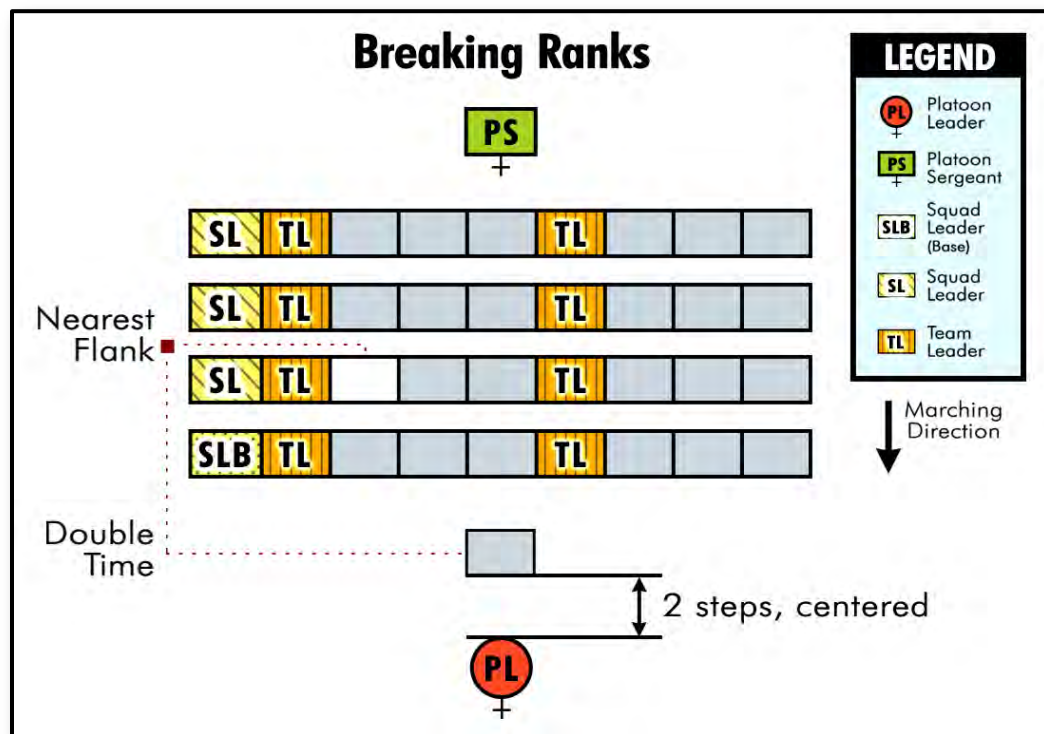 Breaking Ranks
PS
SL TL TL
SL TL TL
Nearest
Flank
SL TL TL
SLB TL TL
Double
Time
2 steps, centered
PL
LEGEND
PL Platoon
Leader
PS Platoon
Sergeant
SLB Squad
Leader
(Base)
SL Squad
Leader
TL Team
Leader
Marching
Direction